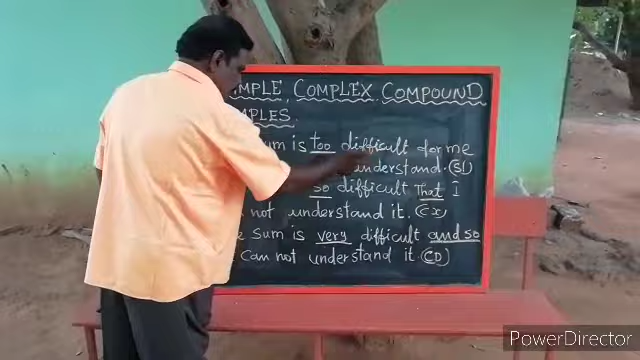 MPLE, COMPLEX. COMPOUND
MPLES.
um is too difficult for me
understand. (SI)
so difficult That I
not understand it. (CX)
e Sum is very difficult and so
can not understand it. (CD)
PowerDirector